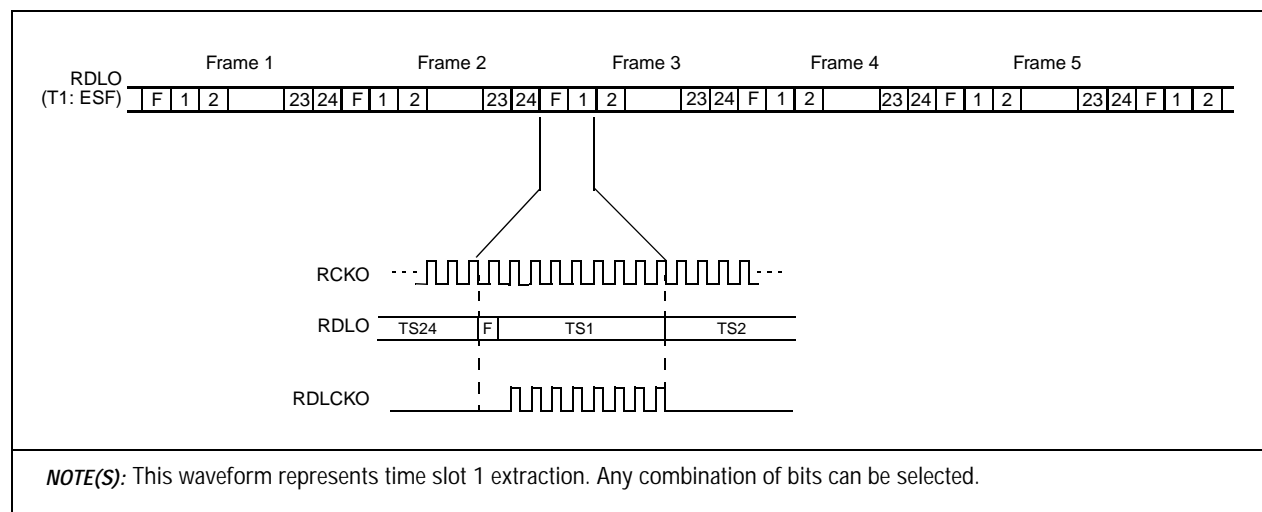 Frame 1 Frame 2 Frame 3 Frame 4 Frame 5
RDLO
(T1: ESF)
F 1 2 23 24 F 1 2 23 24 F 1 2 23 24 F 1 2 23 24 F 1 2 23 24 F 1 2
RCKO
RDLO TS24 F TS1 TS2
RDLCKO
NOTE(S): This waveform represents time slot 1 extraction. Any combination of bits can be selected.